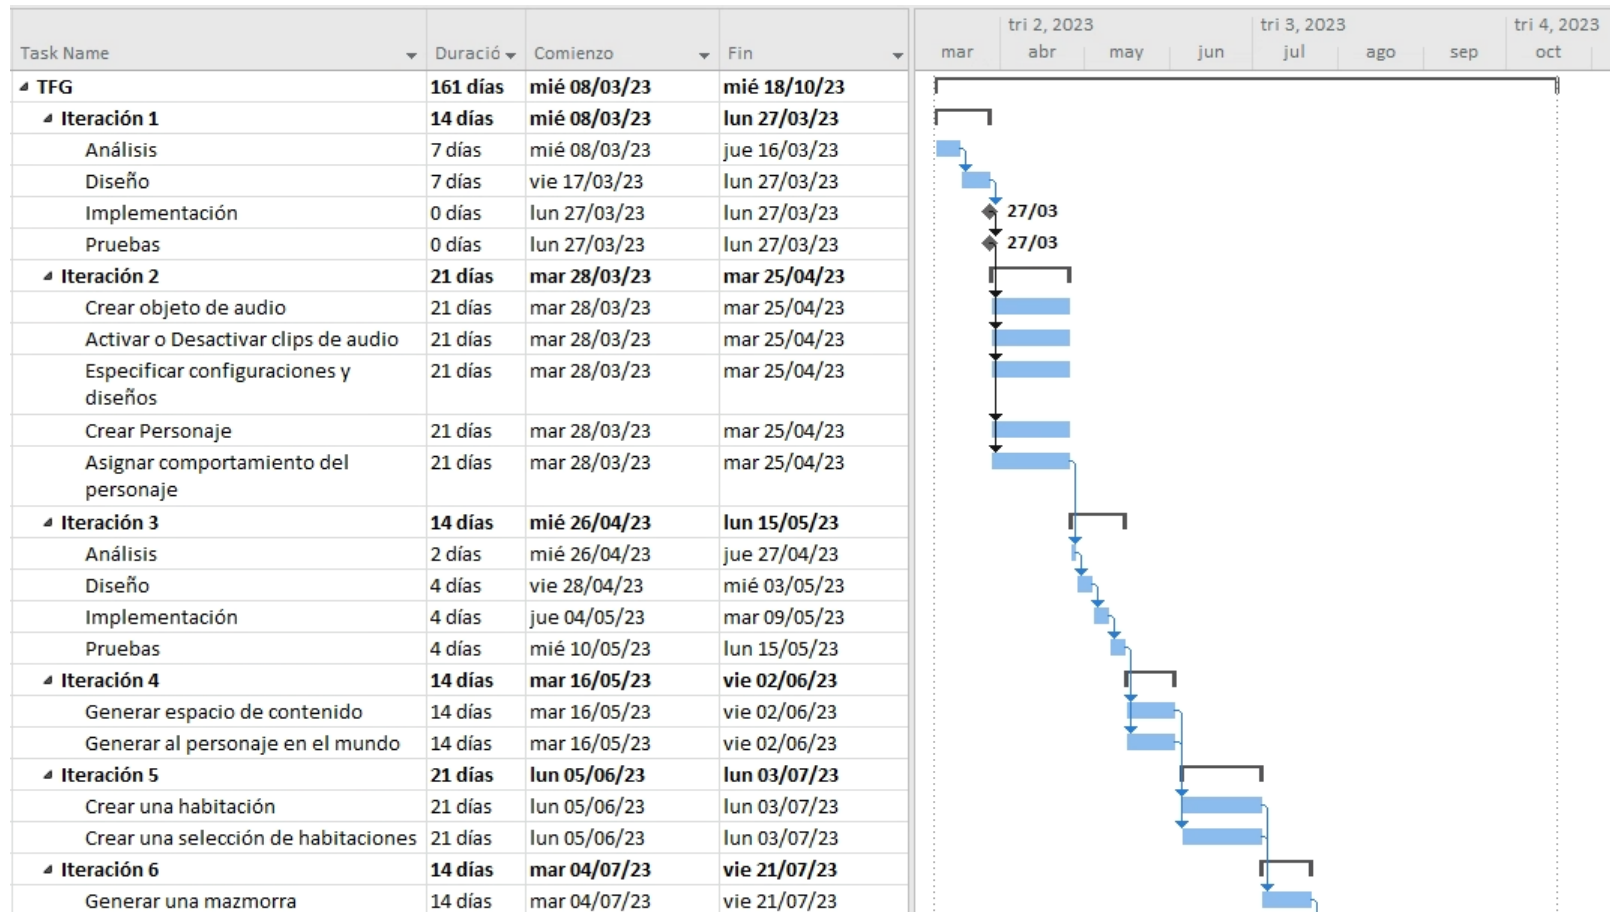 tri 2, 2023 tri 3, 2023 tri 4, 2023
Task Name Duració Comienzo Fin mar abr may jun jul ago sep oct
TFG 161 días mié 08/03/23 mié 18/10/23
Iteración 1 14 días mié 08/03/23 lun 27/03/23
Análisis 7 días mié 08/03/23 jue 16/03/23
Diseño 7 días vie 17/03/23 lun 27/03/23
Implementación 0 días lun 27/03/23 lun 27/03/23 27/03
Pruebas 0 días lun 27/03/23 lun 27/03/23 27/03
Iteración 2 21 días mar 28/03/23 mar 25/04/23
Crear objeto de audio 21 días mar 28/03/23 mar 25/04/23
Activar o Desactivar clips de audio 21 días mar 28/03/23 mar 25/04/23
Especificar configuraciones y 21 días mar 28/03/23 mar 25/04/23
diseños
Crear Personaje 21 días mar 28/03/23 mar 25/04/23
Asignar comportamiento del 21 días mar 28/03/23 mar 25/04/23
personaje
Iteración 3 14 días mié 26/04/23 lun 15/05/23
Análisis 2 días mié 26/04/23 jue 27/04/23
Diseño 4 días vie 28/04/23 mié 03/05/23
Implementación 4 días jue 04/05/23 mar 09/05/23
Pruebas 4 días mié 10/05/23 lun 15/05/23
Iteración 4 14 días mar 16/05/23 vie 02/06/23
Generar espacio de contenido 14 días mar 16/05/23 vie 02/06/23
Generar al personaje en el mundo 14 días mar 16/05/23 vie 02/06/23
Iteración 5 21 días lun 05/06/23 lun 03/07/23
Crear una habitación 21 días lun 05/06/23 lun 03/07/23
Crear una selección de habitaciones 21 días lun 05/06/23 lun 03/07/23
Iteración 6 14 días mar 04/07/23 vie 21/07/23
Generar una mazmorra 14 días mar 04/07/23 vie 21/07/23